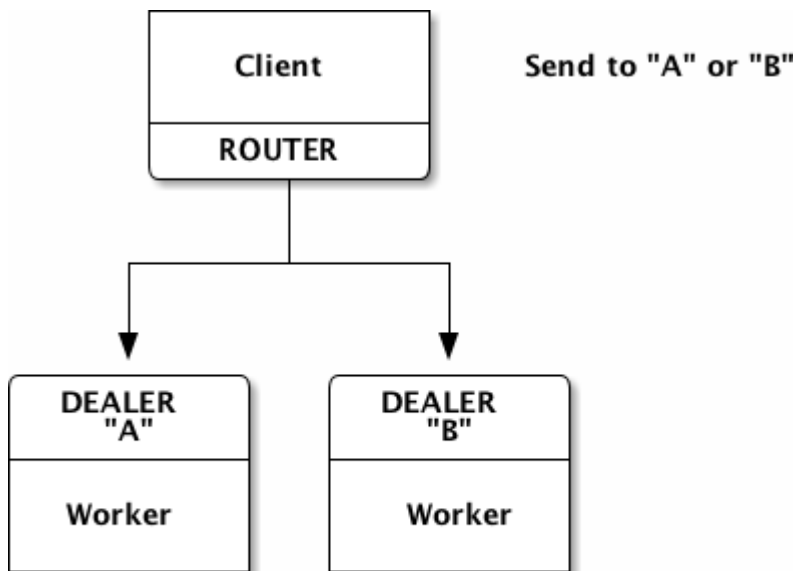 Client
Send to "A" or "B"
ROUTER
DEALER
"A"
DEALER
"B"
Worker
Worker